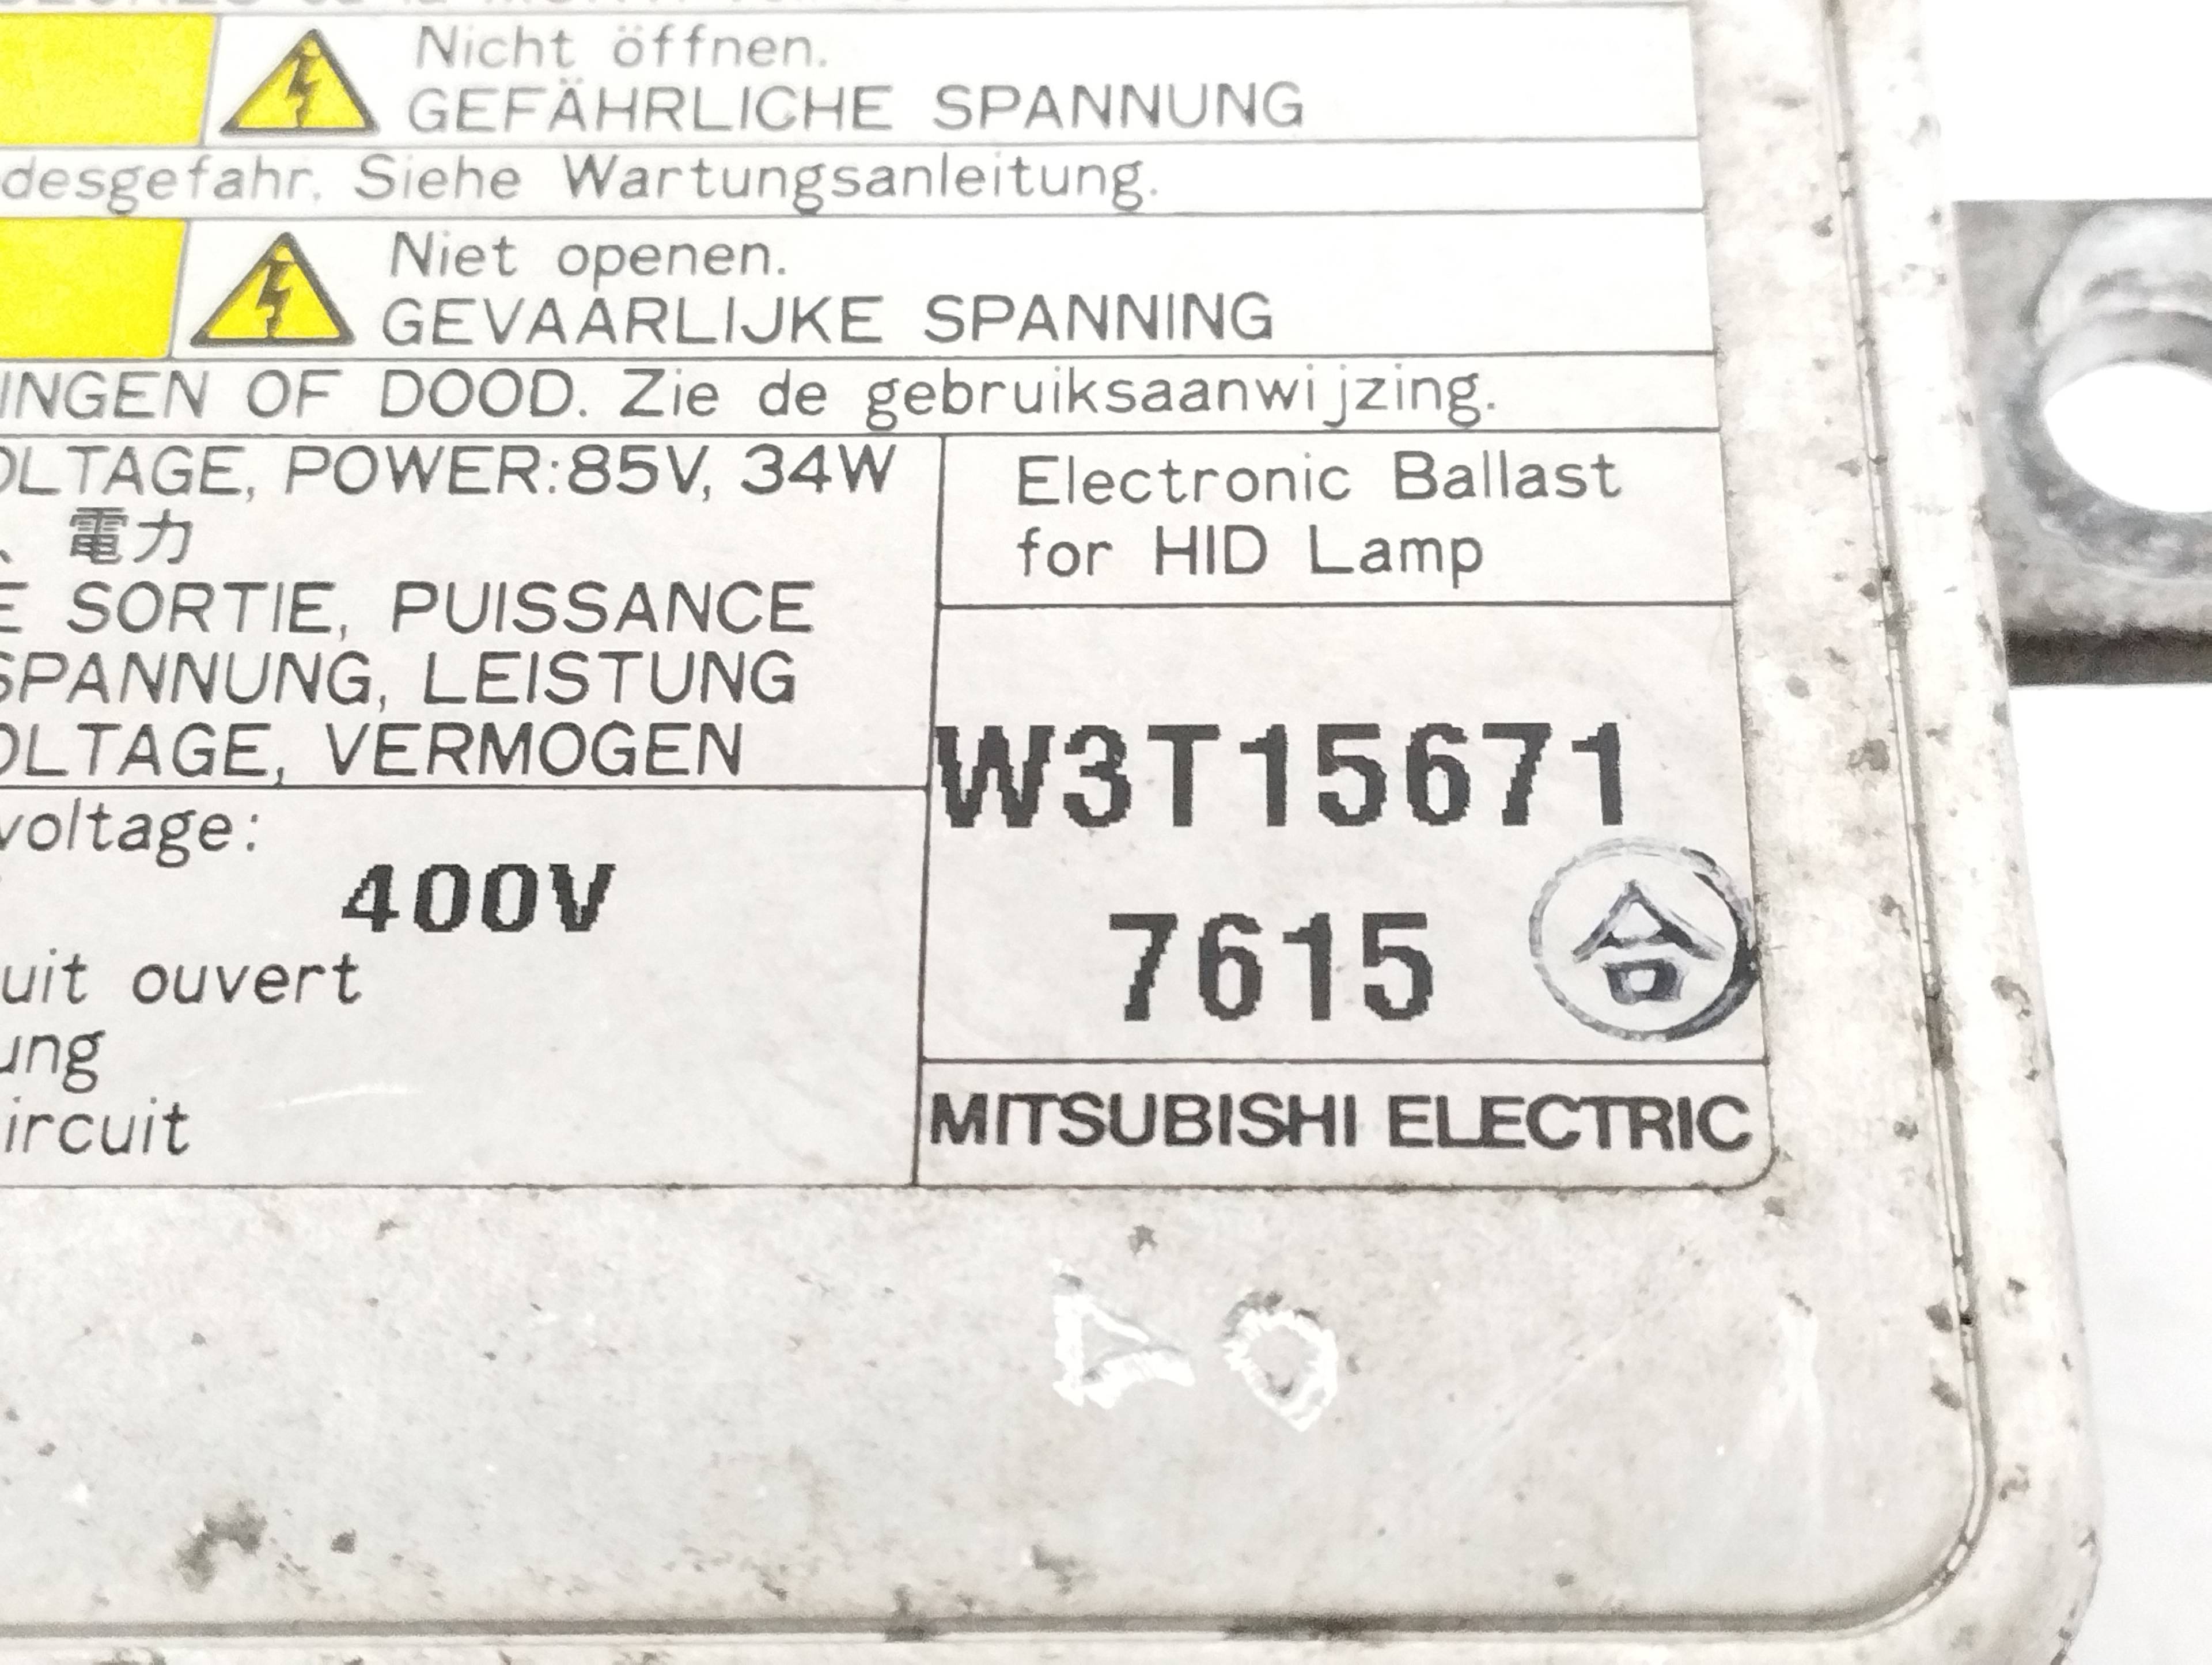 Nicht öffnen.
GEFÄHRLICHE SPANNUNG
desgefahr. Siehe Wartungsanleitung.
Niet openen.
GEVAARLIJKE SPANNING
INGEN OF DOOD. Zie de gebruiksaanwijzing.
OLTAGE, POWER:85V, 34W
、電力
E SORTIE, PUISSANCE
SPANNUNG, LEISTUNG
OLTAGE, VERMOGEN
Electronic Ballast
for HID Lamp
voltage:
400V
uit ouvert
ung
ircuit
W3T15671
7615 合
MITSUBISHI ELECTRIC